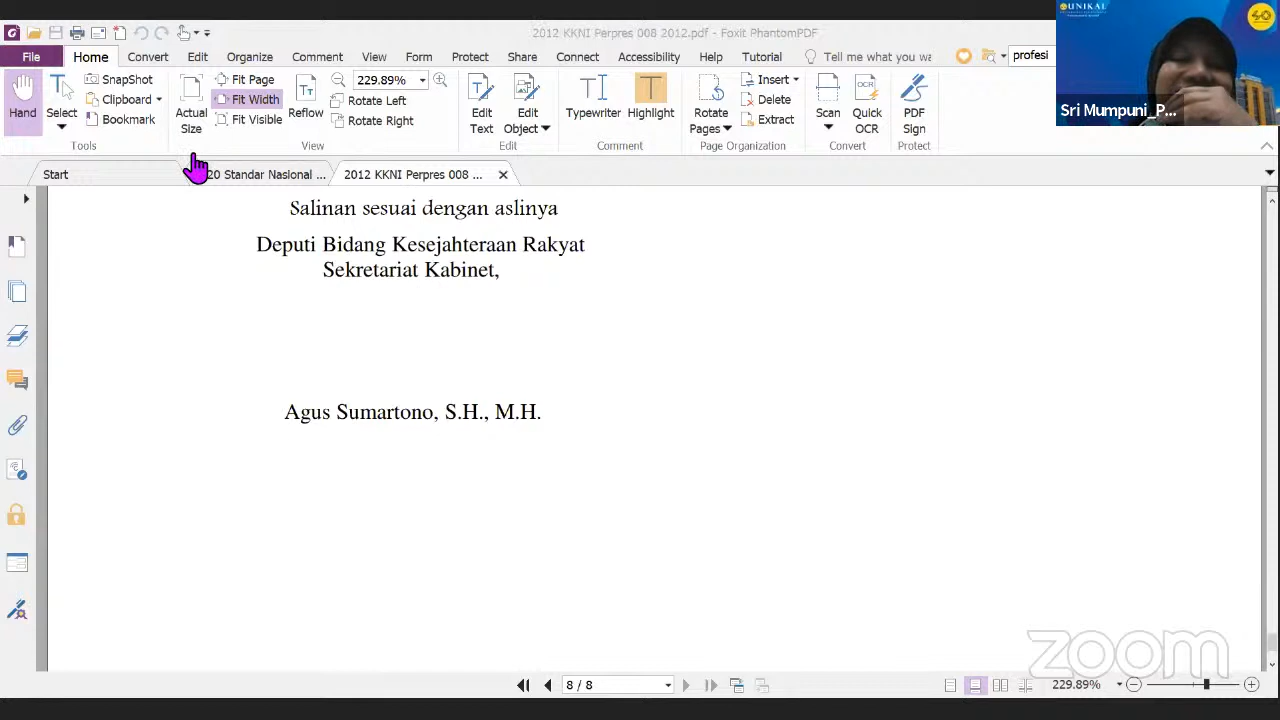 2012 KKNI Perpres 008 2012.pdf - Foxit PhantomPDF
UNIKAL
40
File Home Convert Edit Organize Comment View Form Protect Share Connect Accessibility Help Tutorial Tell me what you wa profesi
Hand
Select
SnapShot
Clipboard
Bookmark
Tools
Actual Size
Fit Page
Fit Width
Fit Visible
Reflow
229.89%
Rotate Left
Rotate Right
View
Edit Text
Edit Object
Edit
Typewriter
Highlight
Comment
Rotate Pages
Insert
Delete
Extract
Page Organization
Scan
Quick OCR
Convert
PDF Sign
Protect
Sri Mumpuni_P...
Start
20 Standar Nasional ...
2012 KKNI Perpres 008 ...
Salinan sesuai dengan aslinya
Deputi Bidang Kesejahteraan Rakyat
Sekretariat Kabinet,
Agus Sumartono, S.H., M.H.
zoom
8 / 8
229.89%